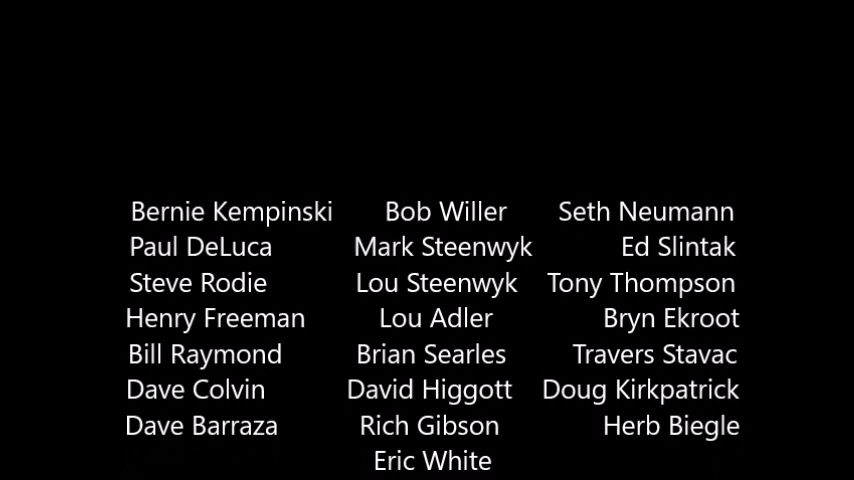 Bernie Kempinski Bob Willer Seth Neumann
Paul DeLuca Mark Steenwyk Ed Slintak
Steve Rodie Lou Steenwyk Tony Thompson
Henry Freeman Lou Adler Bryn Ekroot
Bill Raymond Brian Searles Travers Stavac
Dave Colvin David Higgott Doug Kirkpatrick
Dave Barraza Rich Gibson Herb Biegle
Eric White